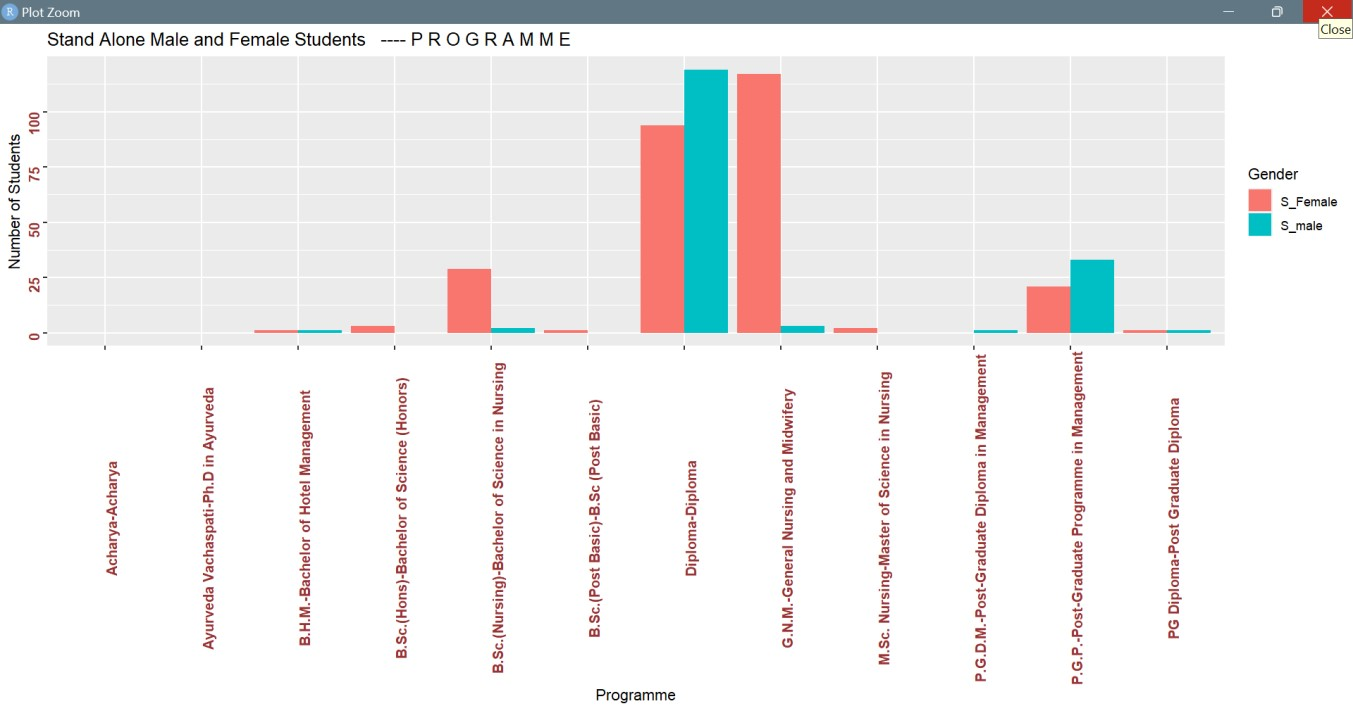 R Plot Zoom
Close
Stand Alone Male and Female Students ---- P R O G R A M M E
Number of Students
100
75
50
25
0
Gender
S_Female
S_male
Acharya-Acharya
Ayurveda Vachaspati-Ph.D in Ayurveda
B.H.M.-Bachelor of Hotel Management
B.Sc.(Hons)-Bachelor of Science (Honors)
B.Sc.(Nursing)-Bachelor of Science in Nursing
B.Sc.(Post Basic)-B.Sc (Post Basic)
Diploma-Diploma
G.N.M.-General Nursing and Midwifery
M.Sc. Nursing-Master of Science in Nursing
P.G.D.M.-Post-Graduate Diploma in Management
P.G.P.-Post-Graduate Programme in Management
PG Diploma-Post Graduate Diploma
Programme